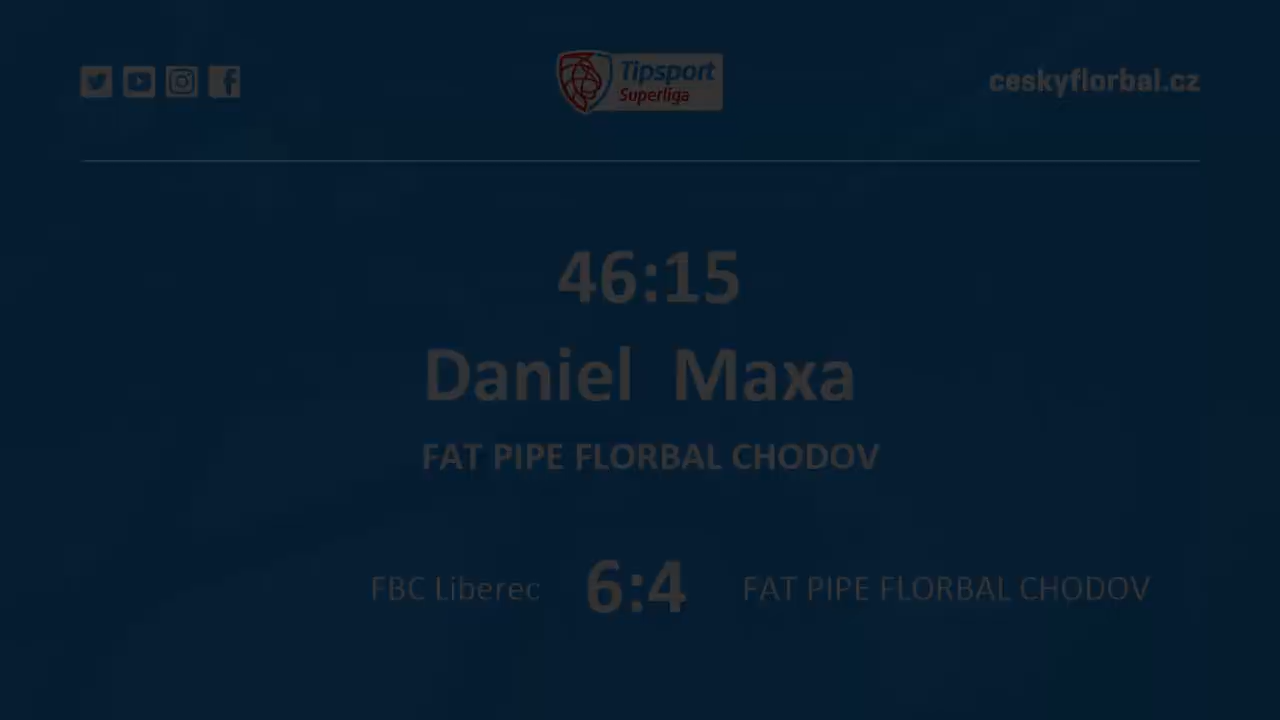 Tipsport
Superliga
ceskyflorbal.cz
46:15
Daniel Maxa
FAT PIPE FLORBAL CHODOV
FBC Liberec 6:4 FAT PIPE FLORBAL CHODOV